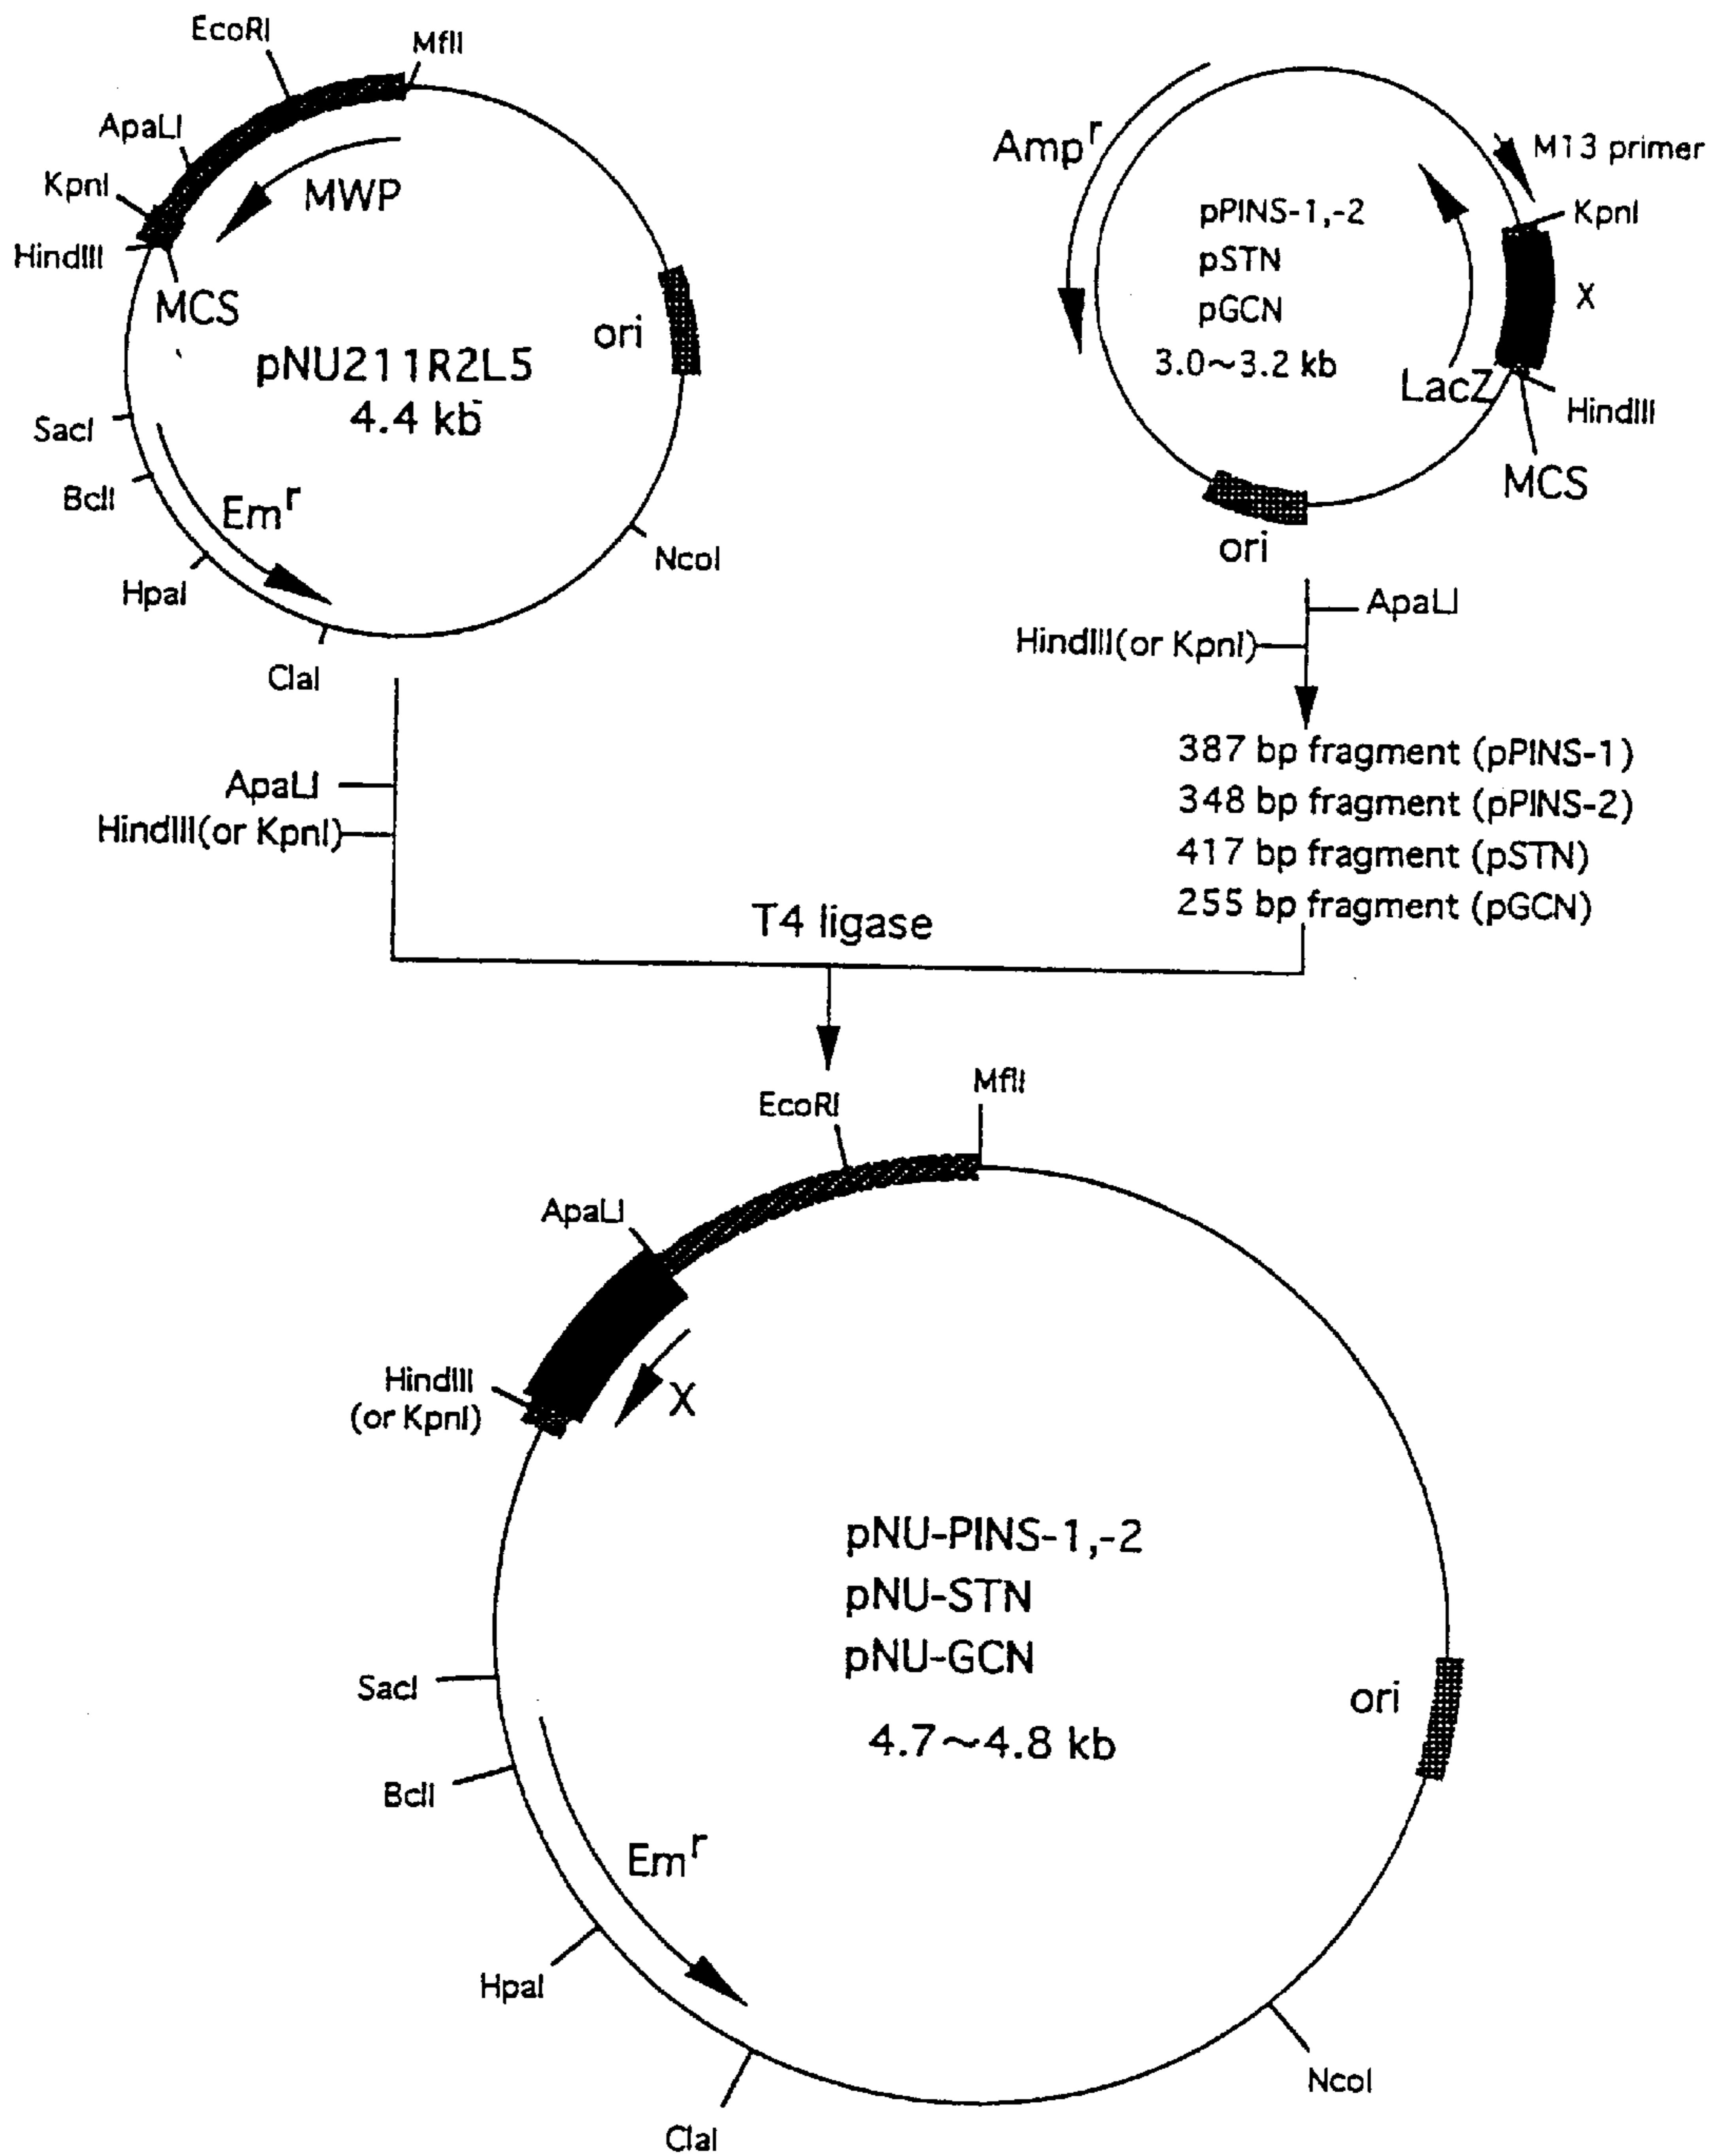 EcoRI
MflI
ApaLI
KpnI
HindIII
MWP
MCS
pNU211R2L5
4.4 kb
ori
SacI
BclI
Em^r
HpaI
ClaI
NcoI
Amp^r
M13 primer
KpnI
pPINS-1,-2
pSTN
pGCN
3.0~3.2 kb
X
LacZ
HindIII
MCS
ori
ApaLI
HindIII(or KpnI)
387 bp fragment (pPINS-1)
348 bp fragment (pPINS-2)
417 bp fragment (pSTN)
255 bp fragment (pGCN)
ApaLI
HindIII(or KpnI)
T4 ligase
EcoRI
MflI
ApaLI
HindIII
(or KpnI)
X
pNU-PINS-1,-2
pNU-STN
pNU-GCN
4.7~4.8 kb
ori
SacI
BclI
Em^r
HpaI
ClaI
NcoI